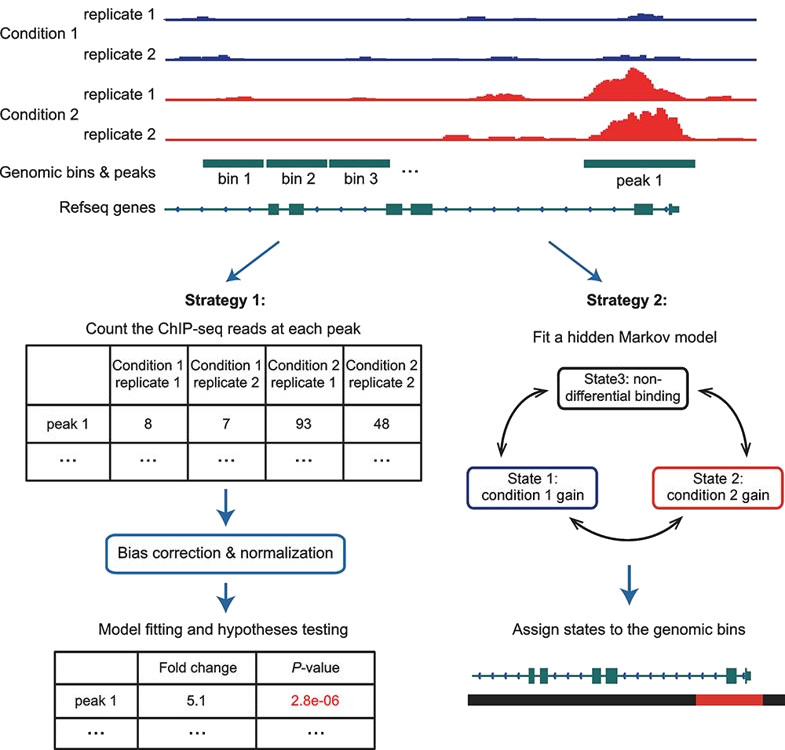 replicate 1
Condition 1
replicate 2
replicate 1
Condition 2
replicate 2
Genomic bins & peaks
bin 1 bin 2 bin 3 ... peak 1
Refseq genes
Strategy 1:
Count the ChIP-seq reads at each peak
Condition 1 Condition 1 Condition 2 Condition 2
replicate 1 replicate 2 replicate 1 replicate 2
peak 1 8 7 93 48
... ... ... ... ...
Bias correction & normalization
Model fitting and hypotheses testing
Fold change P-value
peak 1 5.1 2.8e-06
... ... ...
Strategy 2:
Fit a hidden Markov model
State3: non-
differential binding
State 1:
condition 1 gain
State 2:
condition 2 gain
Assign states to the genomic bins